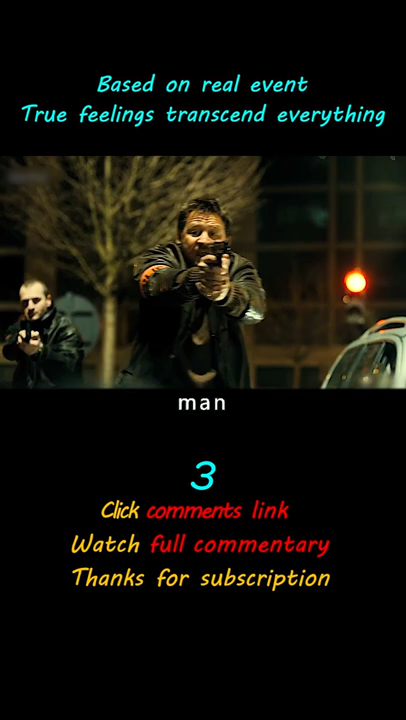 Based on real event
True feelings transcend everything
man
3
Click comments link
Watch full commentary
Thanks for subscription